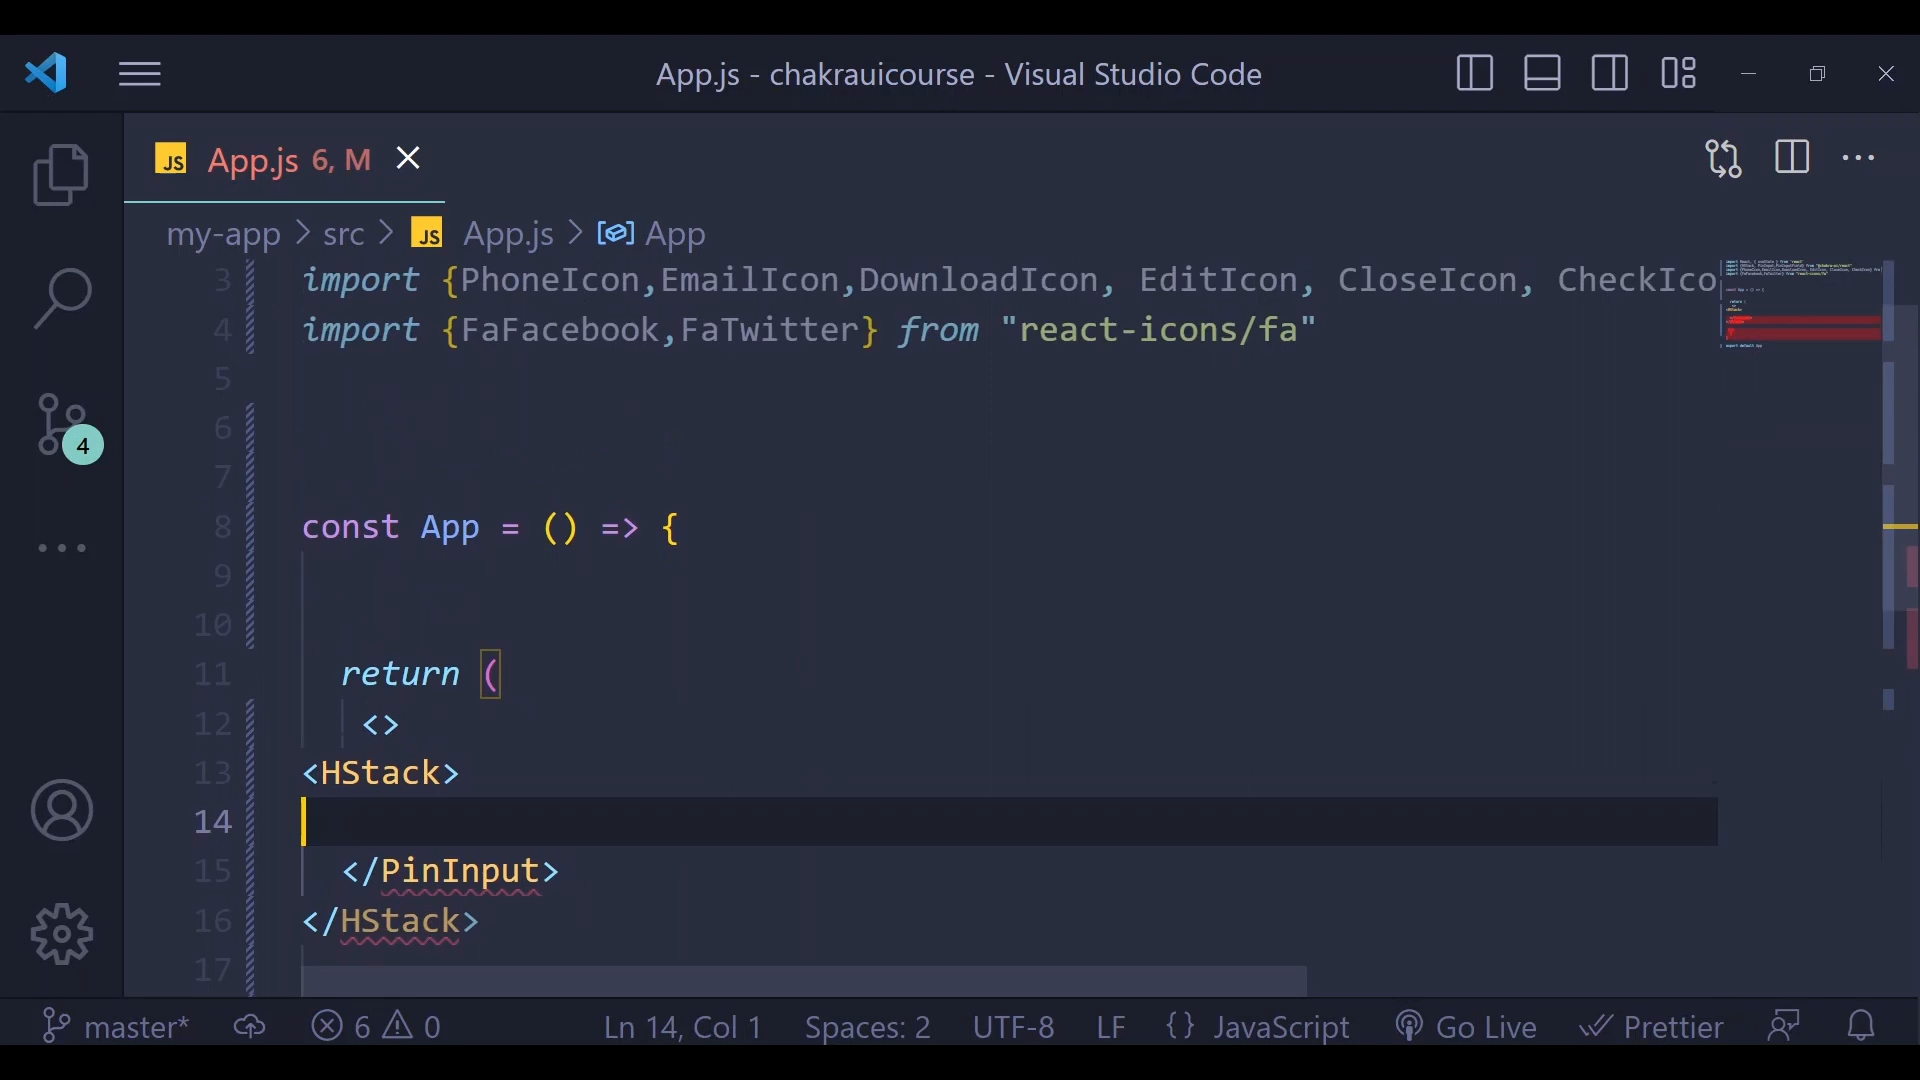 App.js - chakrauicourse - Visual Studio Code
JS App.js 6, M
my-app > src > JS App.js > App
3 import {PhoneIcon,EmailIcon,DownloadIcon, EditIcon, CloseIcon, CheckIco
4 import {FaFacebook,FaTwitter} from "react-icons/fa"
5
6
7
8 const App = () => {
9
10
11 return (
12 <>
13 <HStack>
14
15 </PinInput>
16 </HStack>
17
4
master* 6 0 Ln 14, Col 1 Spaces: 2 UTF-8 LF {} JavaScript Go Live Prettier